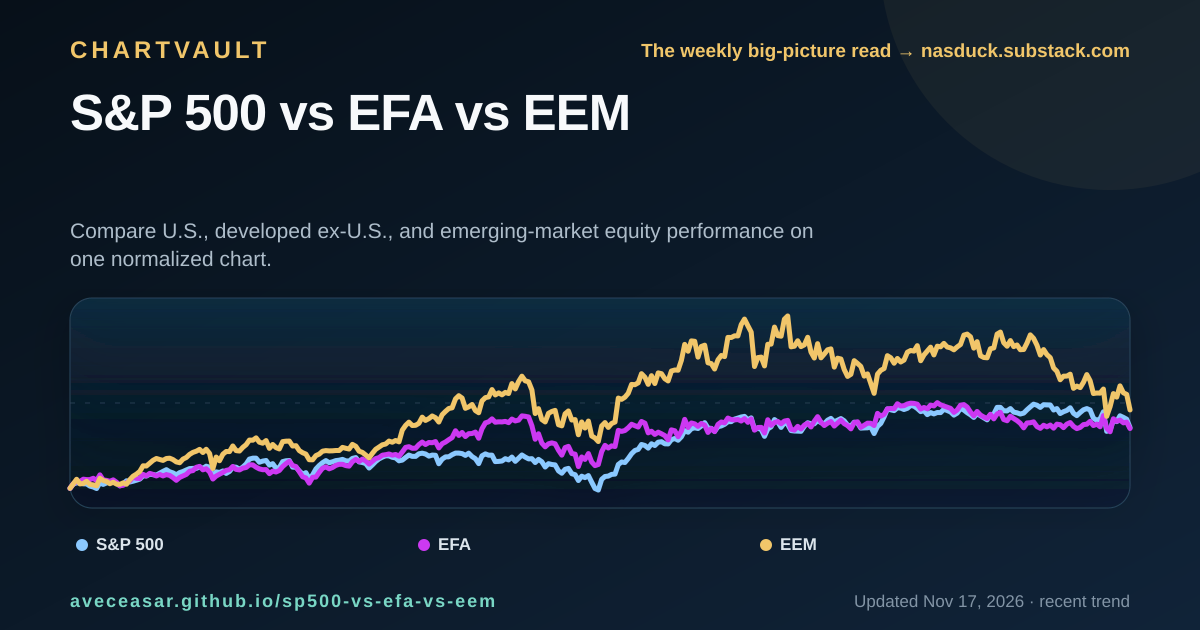 CHARTVAULT
The weekly big-picture read → nasduck.substack.com
S&P 500 vs EFA vs EEM
Compare U.S., developed ex-U.S., and emerging-market equity performance on
one normalized chart.
S&P 500
EFA
EEM
aveceasar.github.io/sp500-vs-efa-vs-eem
Updated Nov 17, 2026 · recent trend